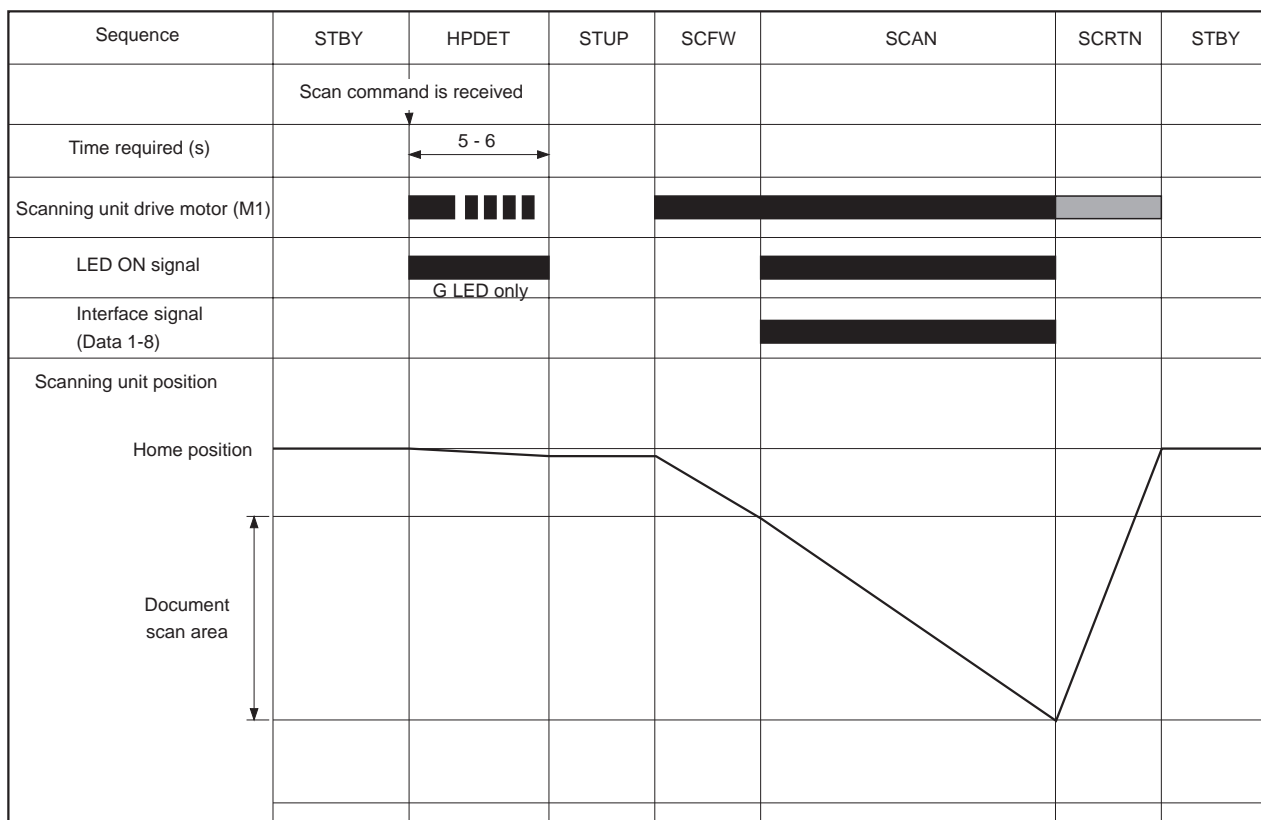 Sequence STBY HPDET STUP SCFW SCAN SCRTN STBY
Scan command is received
Time required (s) 5 - 6
Scanning unit drive motor (M1)
LED ON signal
G LED only
Interface signal
(Data 1-8)
Scanning unit position
Home position
Document
scan area